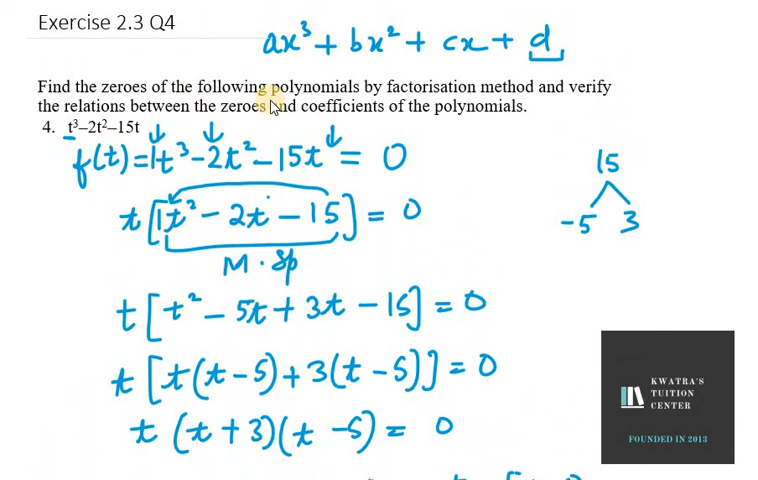 Exercise 2.3 Q4
ax³ + bx² + cx + d
Find the zeroes of the following polynomials by factorisation method and verify
the relations between the zeroes and coefficients of the polynomials.
4. t³–2t²–15t
f(t) = 1t³ - 2t² - 15t = 0
t[1t² - 2t - 15] = 0
M. Sp
15
-5 3
t[t² - 5t + 3t - 15] = 0
t[t(t - 5) + 3(t - 5)] = 0
t (t + 3)(t - 5) = 0
KWATRA'S
TUITION
CENTER
FOUNDED IN 2013